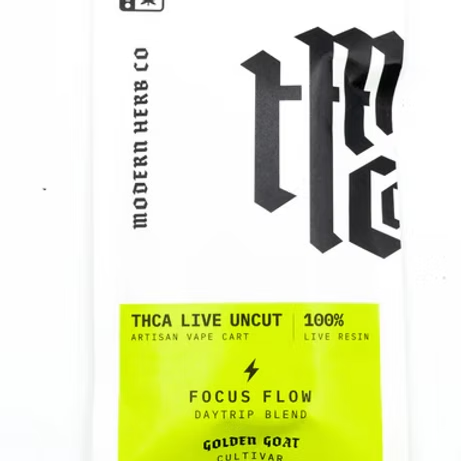 MODERN HERB CO
THCA LIVE UNCUT
ARTISAN VAPE CART
100%
LIVE RESIN
FOCUS FLOW
DAYTRIP BLEND
GOLDEN GOAT
CULTIVAR